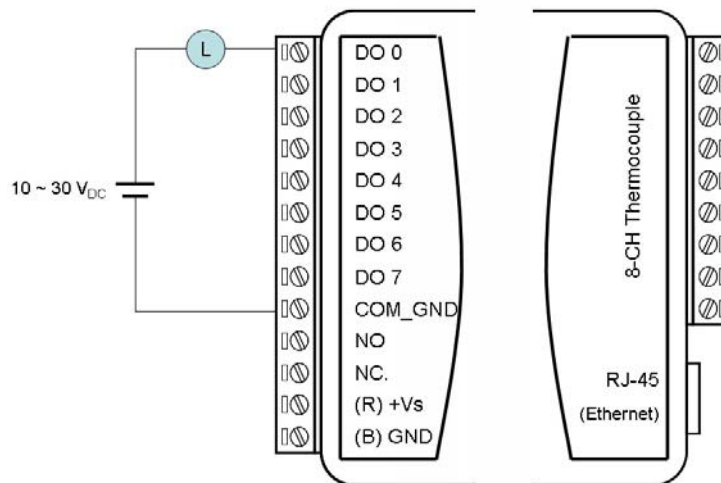 L
10 ~ 30 VDC
DO 0
DO 1
DO 2
DO 3
DO 4
DO 5
DO 6
DO 7
COM_GND
NO
NC.
(R) +Vs
(B) GND
8-CH Thermocouple
RJ-45
(Ethernet)